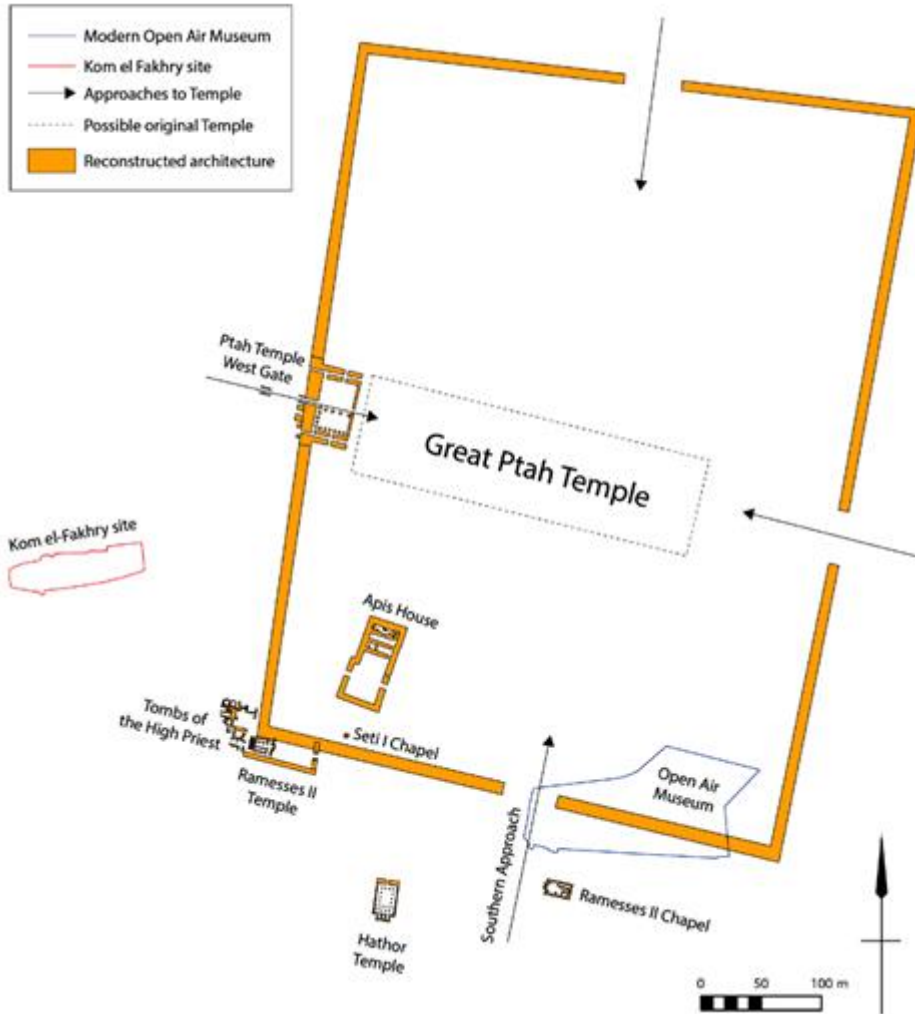 Modern Open Air Museum
Kom el Fakhry site
Approaches to Temple
Possible original Temple
Reconstructed architecture
Ptah Temple
West Gate
Great Ptah Temple
Kom el-Fakhry site
Apis House
Tombs of
the High Priest
Seti I Chapel
Ramesses II
Temple
Open Air
Museum
Southern Approach
Ramesses II Chapel
Hathor
Temple
0 50 100 m